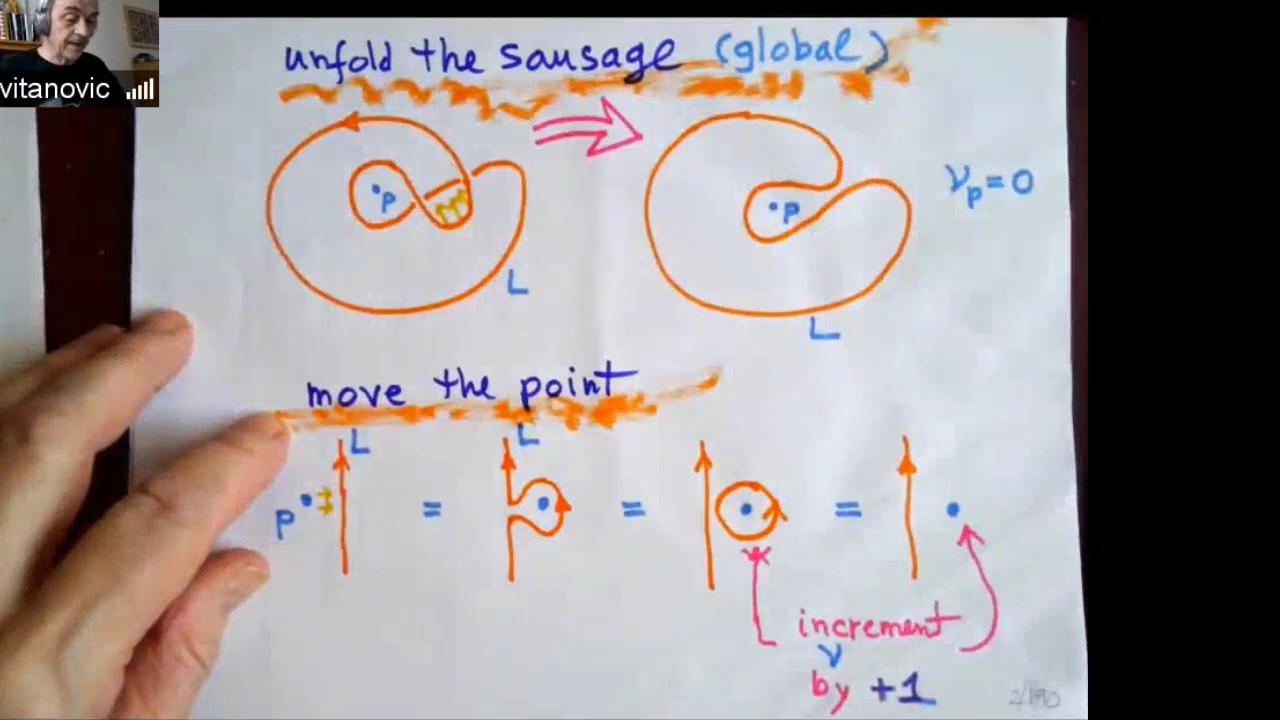 unfold the sausage (global)
vitanovic
p
L
p
L
νₚ = 0
move the point
L
L
p
=
=
=
increment
ν
by +1